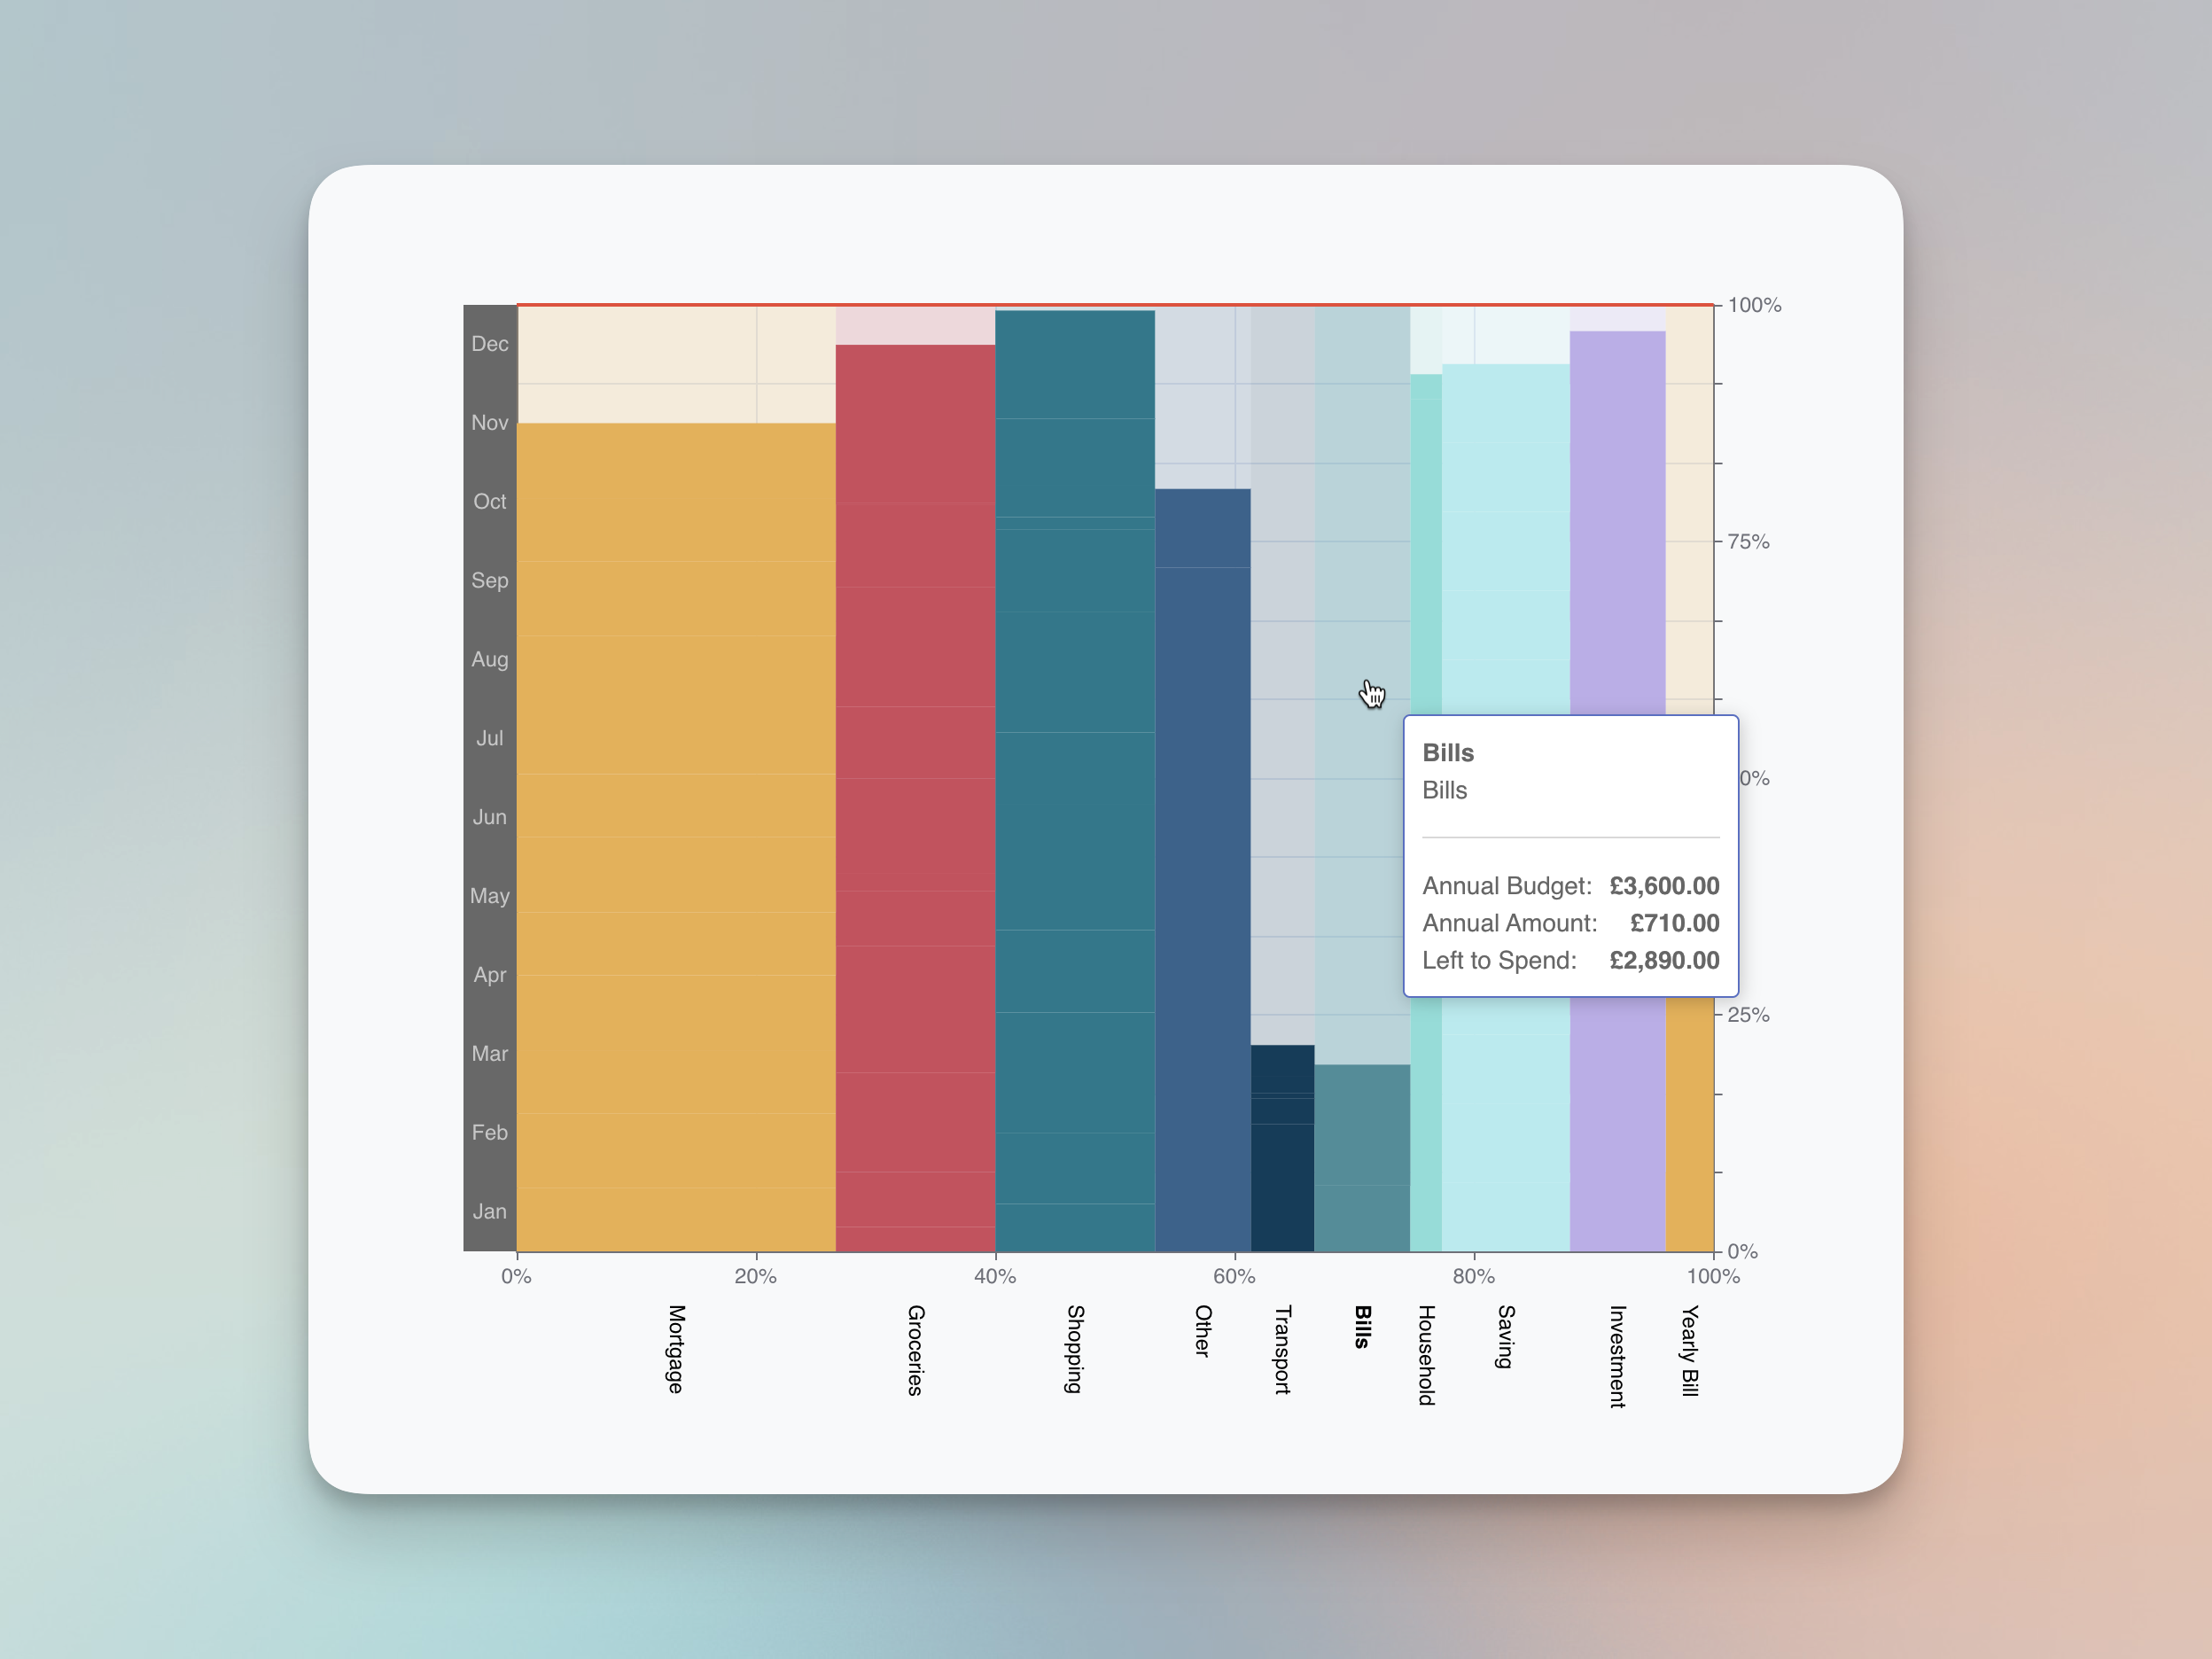 Dec
Nov
Oct
Sep
Aug
Jul
Jun
May
Apr
Mar
Feb
Jan
100%
75%
0%
25%
0%
Bills
Bills
Annual Budget: £3,600.00
Annual Amount: £710.00
Left to Spend: £2,890.00
0% 20% 40% 60% 80% 100%
Mortgage
Groceries
Shopping
Other
Transport
Bills
Household
Saving
Investment
Yearly Bill